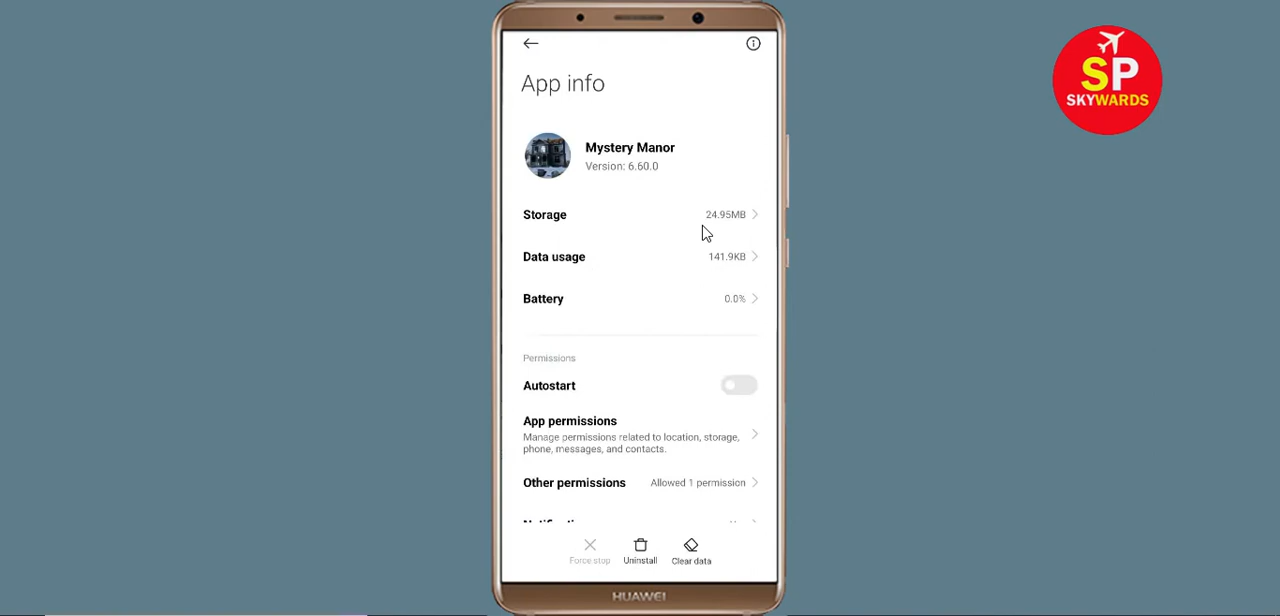 App info
SP
SKYWARDS
Mystery Manor
Version: 6.60.0
Storage 24.95MB
Data usage 141.9KB
Battery 0.0%
Permissions
Autostart
App permissions
Manage permissions related to location, storage,
phone, messages, and contacts.
Other permissions Allowed 1 permission
Force stop Uninstall Clear data
HUAWEI